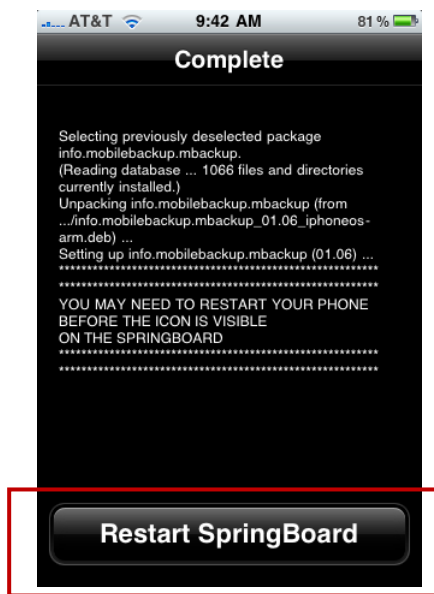 AT&T 9:42 AM 81 %
Complete
Selecting previously deselected package
info.mobilebackup.mbackup.
(Reading database ... 1066 files and directories
currently installed.)
Unpacking info.mobilebackup.mbackup (from
.../info.mobilebackup.mbackup_01.06_iphoneos-
arm.deb) ...
Setting up info.mobilebackup.mbackup (01.06) ...
*********************************************************
*********************************************************
YOU MAY NEED TO RESTART YOUR PHONE
BEFORE THE ICON IS VISIBLE
ON THE SPRINGBOARD
*********************************************************
*********************************************************
Restart SpringBoard